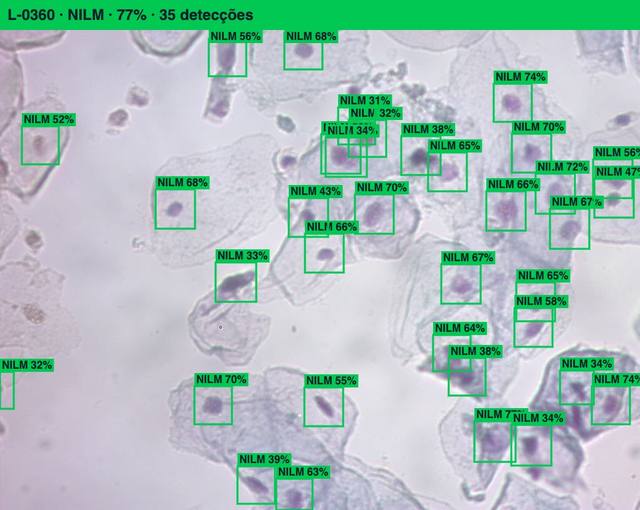 L-0360 · NILM · 77% · 35 detecções
NILM 56%
NILM 68%
NILM 74%
NILM 31%
NILM 32%
NILM 52%
NILM 34%
NILM 38%
NILM 70%
NILM 65%
NILM 56%
NILM 72%
NILM 47%
NILM 68%
NILM 43%
NILM 70%
NILM 66%
NILM 67%
NILM 66%
NILM 33%
NILM 67%
NILM 65%
NILM 58%
NILM 64%
NILM 38%
NILM 32%
NILM 34%
NILM 70%
NILM 55%
NILM 74%
NILM 77%
NILM 34%
NILM 39%
NILM 63%